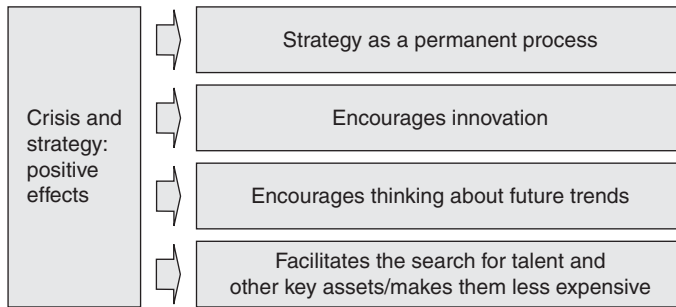 Crisis and
strategy:
positive
effects
Strategy as a permanent process
Encourages innovation
Encourages thinking about future trends
Facilitates the search for talent and
other key assets/makes them less expensive